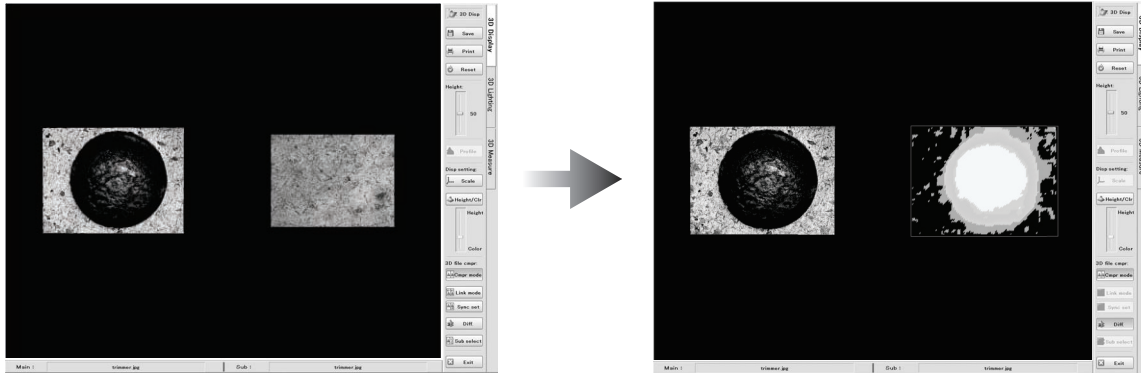 3D Disp
Save
Print
Reset
Height:
50
Profile
Disp setting:
Scale
Height/Clr
Height
Color
3D file cmpr:
Cmpr mode
Link mode
Sync set
Diff
Sub select
Exit
3D Display
3D Lighting
3D Measure
Main : trimmer.jpg Sub : trimmer.jpg
3D Disp
Save
Print
Reset
Height:
50
Profile
Disp setting:
Scale
Height/Clr
Height
Color
3D file cmpr:
Cmpr mode
Link mode
Sync set
Diff
Sub select
Exit
Main : trimmer.jpg Sub : trimmer.jpg